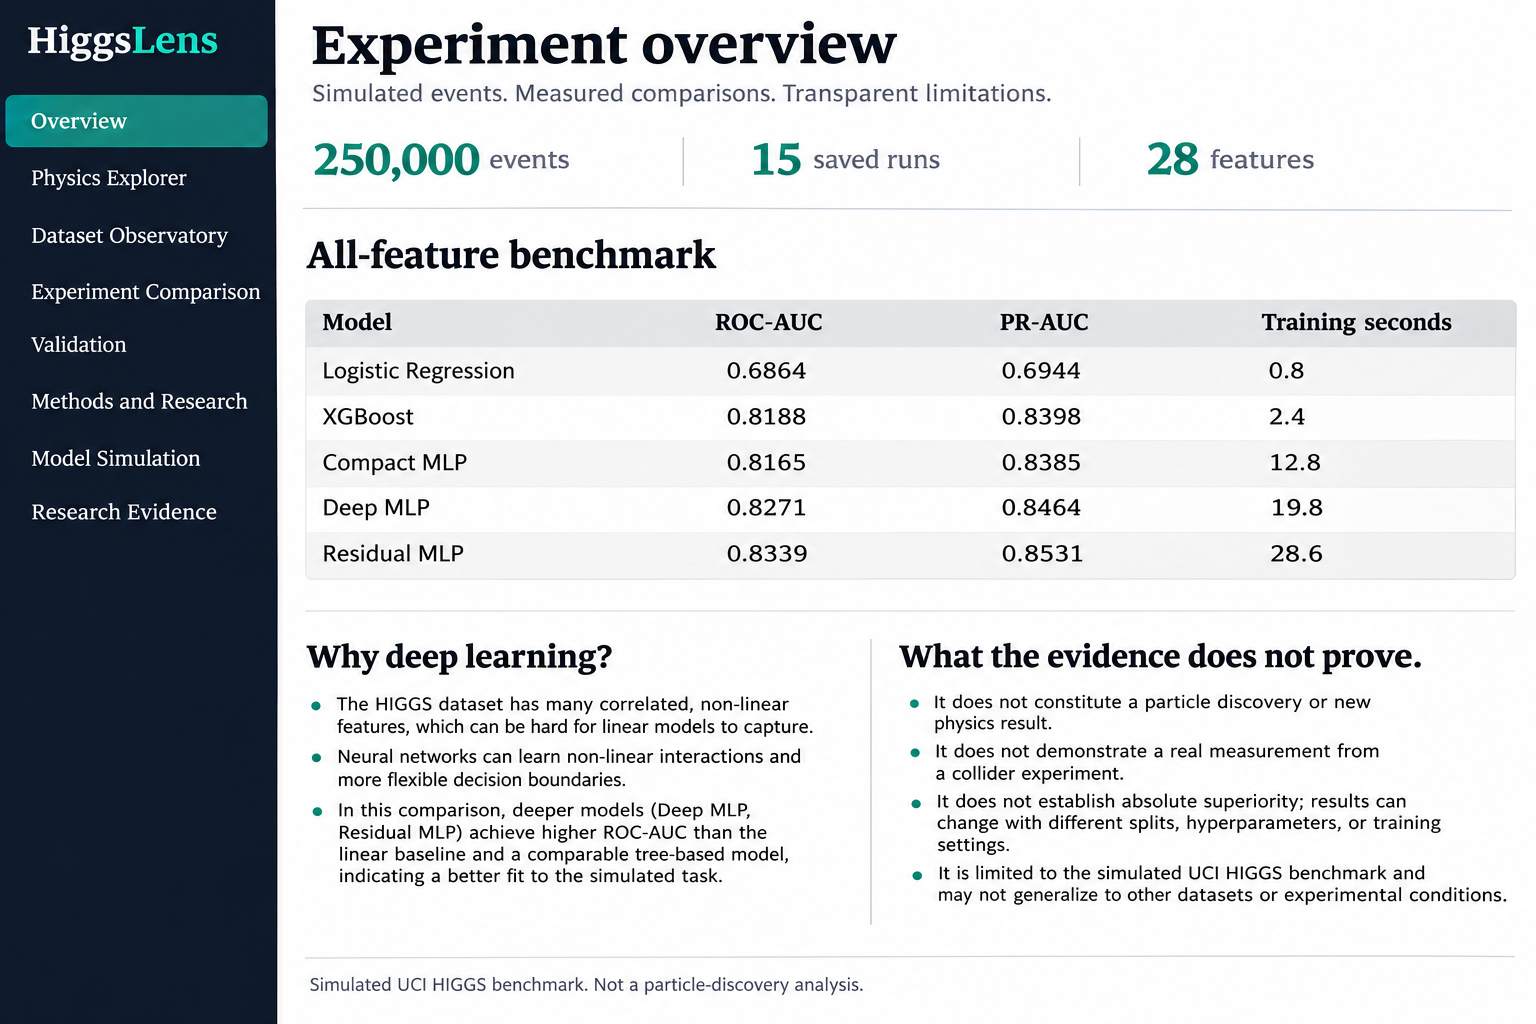 HiggsLens
Overview
Physics Explorer
Dataset Observatory
Experiment Comparison
Validation
Methods and Research
Model Simulation
Research Evidence
Experiment overview
Simulated events. Measured comparisons. Transparent limitations.
250,000 events
15 saved runs
28 features
All-feature benchmark
Model ROC-AUC PR-AUC Training seconds
Logistic Regression 0.6864 0.6944 0.8
XGBoost 0.8188 0.8398 2.4
Compact MLP 0.8165 0.8385 12.8
Deep MLP 0.8271 0.8464 19.8
Residual MLP 0.8339 0.8531 28.6
Why deep learning?
The HIGGS dataset has many correlated, non-linear
features, which can be hard for linear models to capture.
Neural networks can learn non-linear interactions and
more flexible decision boundaries.
In this comparison, deeper models (Deep MLP,
Residual MLP) achieve higher ROC-AUC than the
linear baseline and a comparable tree-based model,
indicating a better fit to the simulated task.
What the evidence does not prove.
It does not constitute a particle discovery or new
physics result.
It does not demonstrate a real measurement from
a collider experiment.
It does not establish absolute superiority; results can
change with different splits, hyperparameters, or training
settings.
It is limited to the simulated UCI HIGGS benchmark and
may not generalize to other datasets or experimental conditions.
Simulated UCI HIGGS benchmark. Not a particle-discovery analysis.